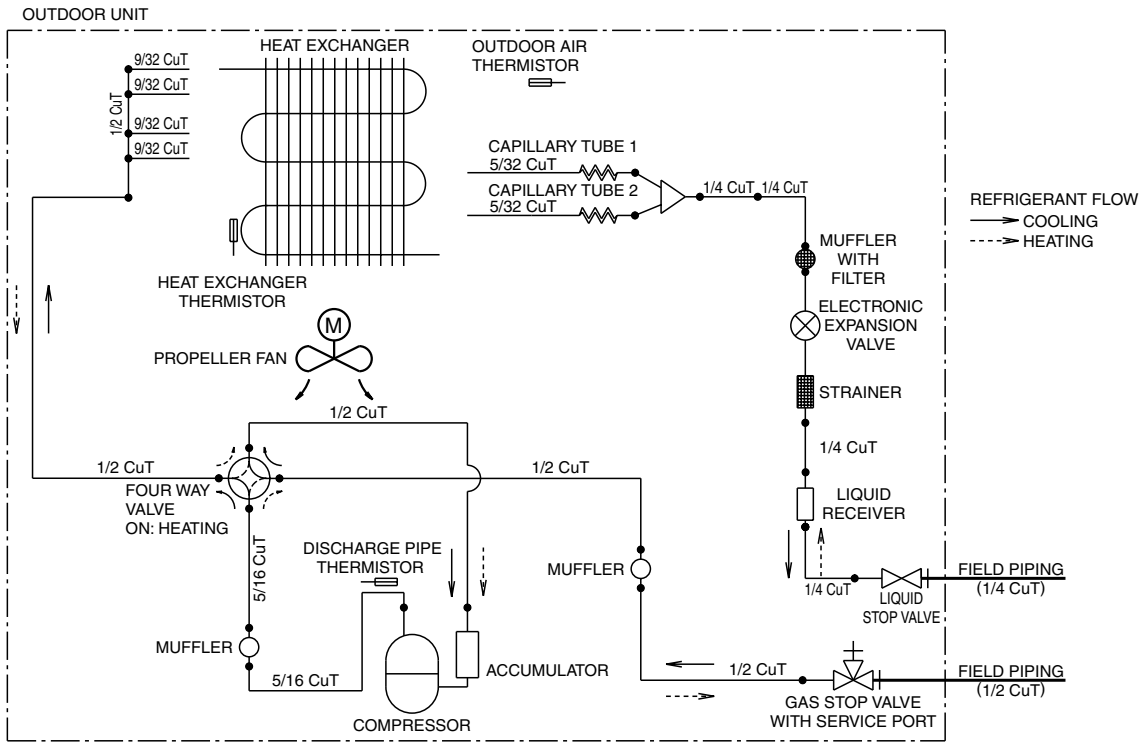 OUTDOOR UNIT
HEAT EXCHANGER
OUTDOOR AIR
THERMISTOR
9/32 CuT
9/32 CuT
9/32 CuT
9/32 CuT
1/2 CuT
CAPILLARY TUBE 1
5/32 CuT
CAPILLARY TUBE 2
5/32 CuT
1/4 CuT
1/4 CuT
REFRIGERANT FLOW
COOLING
HEATING
MUFFLER
WITH
FILTER
HEAT EXCHANGER
THERMISTOR
ELECTRONIC
EXPANSION
VALVE
M
PROPELLER FAN
STRAINER
1/2 CuT
1/4 CuT
1/2 CuT
1/2 CuT
FOUR WAY
VALVE
ON: HEATING
LIQUID
RECEIVER
5/16 CuT
DISCHARGE PIPE
THERMISTOR
MUFFLER
FIELD PIPING
(1/4 CuT)
1/4 CuT
LIQUID
STOP VALVE
MUFFLER
ACCUMULATOR
5/16 CuT
1/2 CuT
FIELD PIPING
(1/2 CuT)
COMPRESSOR
GAS STOP VALVE
WITH SERVICE PORT